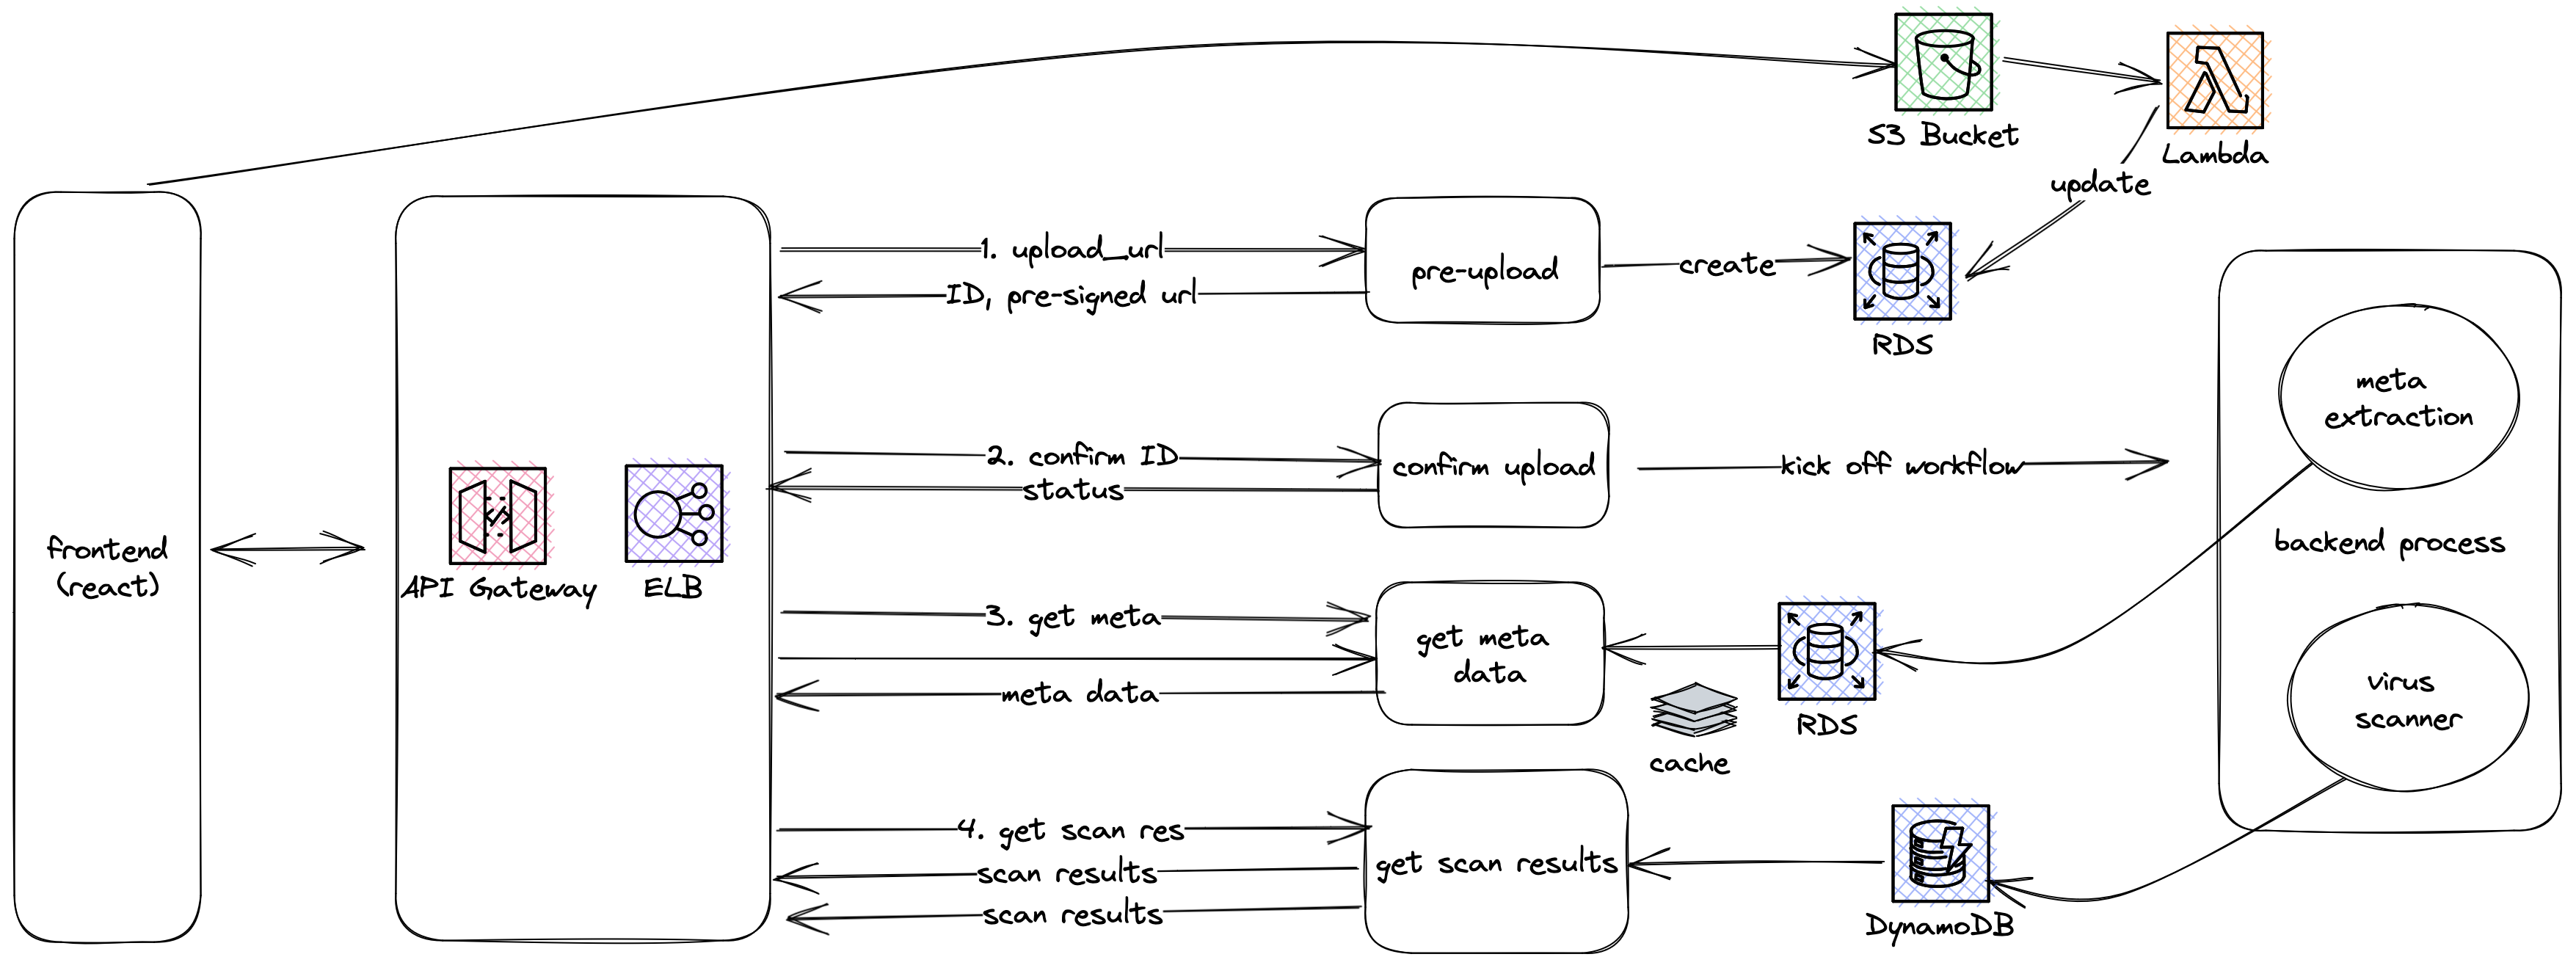 S3 Bucket
Lambda
update
1. upload_url
pre-upload
create
ID, pre-signed url
RDS
meta
extraction
2. confirm ID
confirm upload
kick off workflow
status
frontend
(react)
API Gateway
ELB
backend process
3. get meta
get meta
data
meta data
cache
RDS
virus
scanner
4. get scan res
get scan results
scan results
scan results
DynamoDB